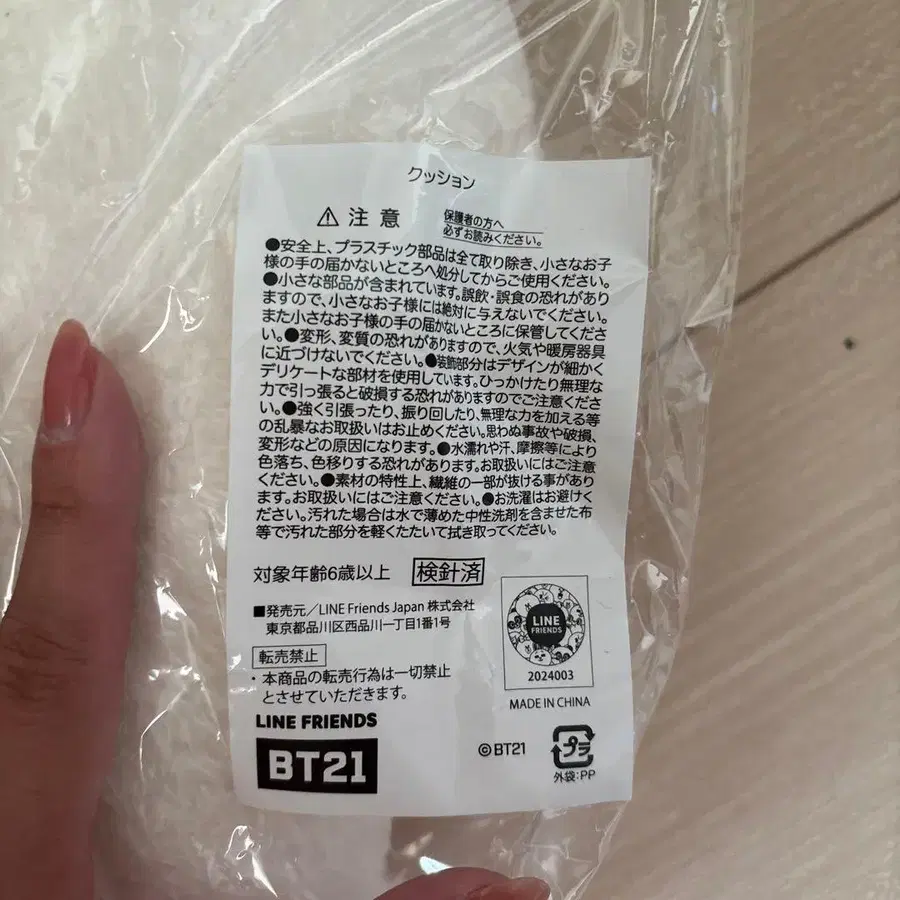 クッション
⚠ 注意 保護者の方へ
必ずお読みください。
●安全上、プラスチック部品は全て取り除き、小さなお子
様の手の届かないところへ処分してからご使用ください。
●小さな部品が含まれています。誤飲・誤食の恐れがあり
ますので、小さなお子様には絶対に与えないでください。
また小さなお子様の手の届かないところに保管してくださ
い。●変形、変質の恐れがありますので、火気や暖房器具
に近づけないでください。●装飾部分はデザインが細かく
デリケートな部材を使用しています。ひっかけたり無理な
力で引っ張ると破損する恐れがありますのでご注意くださ
い。●強く引張ったり、振り回したり、無理な力を加える等
の乱暴なお取扱いはお止めください。思わぬ事故や破損、
変形などの原因になります。●水濡れや汗、摩擦等により
色落ち、色移りする恐れがあります。お取扱いにはご注意
ください。●素材の特性上、繊維の一部が抜ける事があり
ます。お取扱いにはご注意ください。●お洗濯はお避けく
ださい。汚れた場合は水で薄めた中性洗剤を含ませた布
等で汚れた部分を軽くたたいて拭き取ってください。
対象年齢6歳以上 検針済
■発売元／LINE Friends Japan 株式会社
東京都品川区西品川一丁目1番1号
LINE
FRIENDS
2024003
転売禁止
・本商品の転売行為は一切禁止
とさせていただきます。
MADE IN CHINA
LINE FRIENDS
BT21
©BT21
プラ
外袋:PP